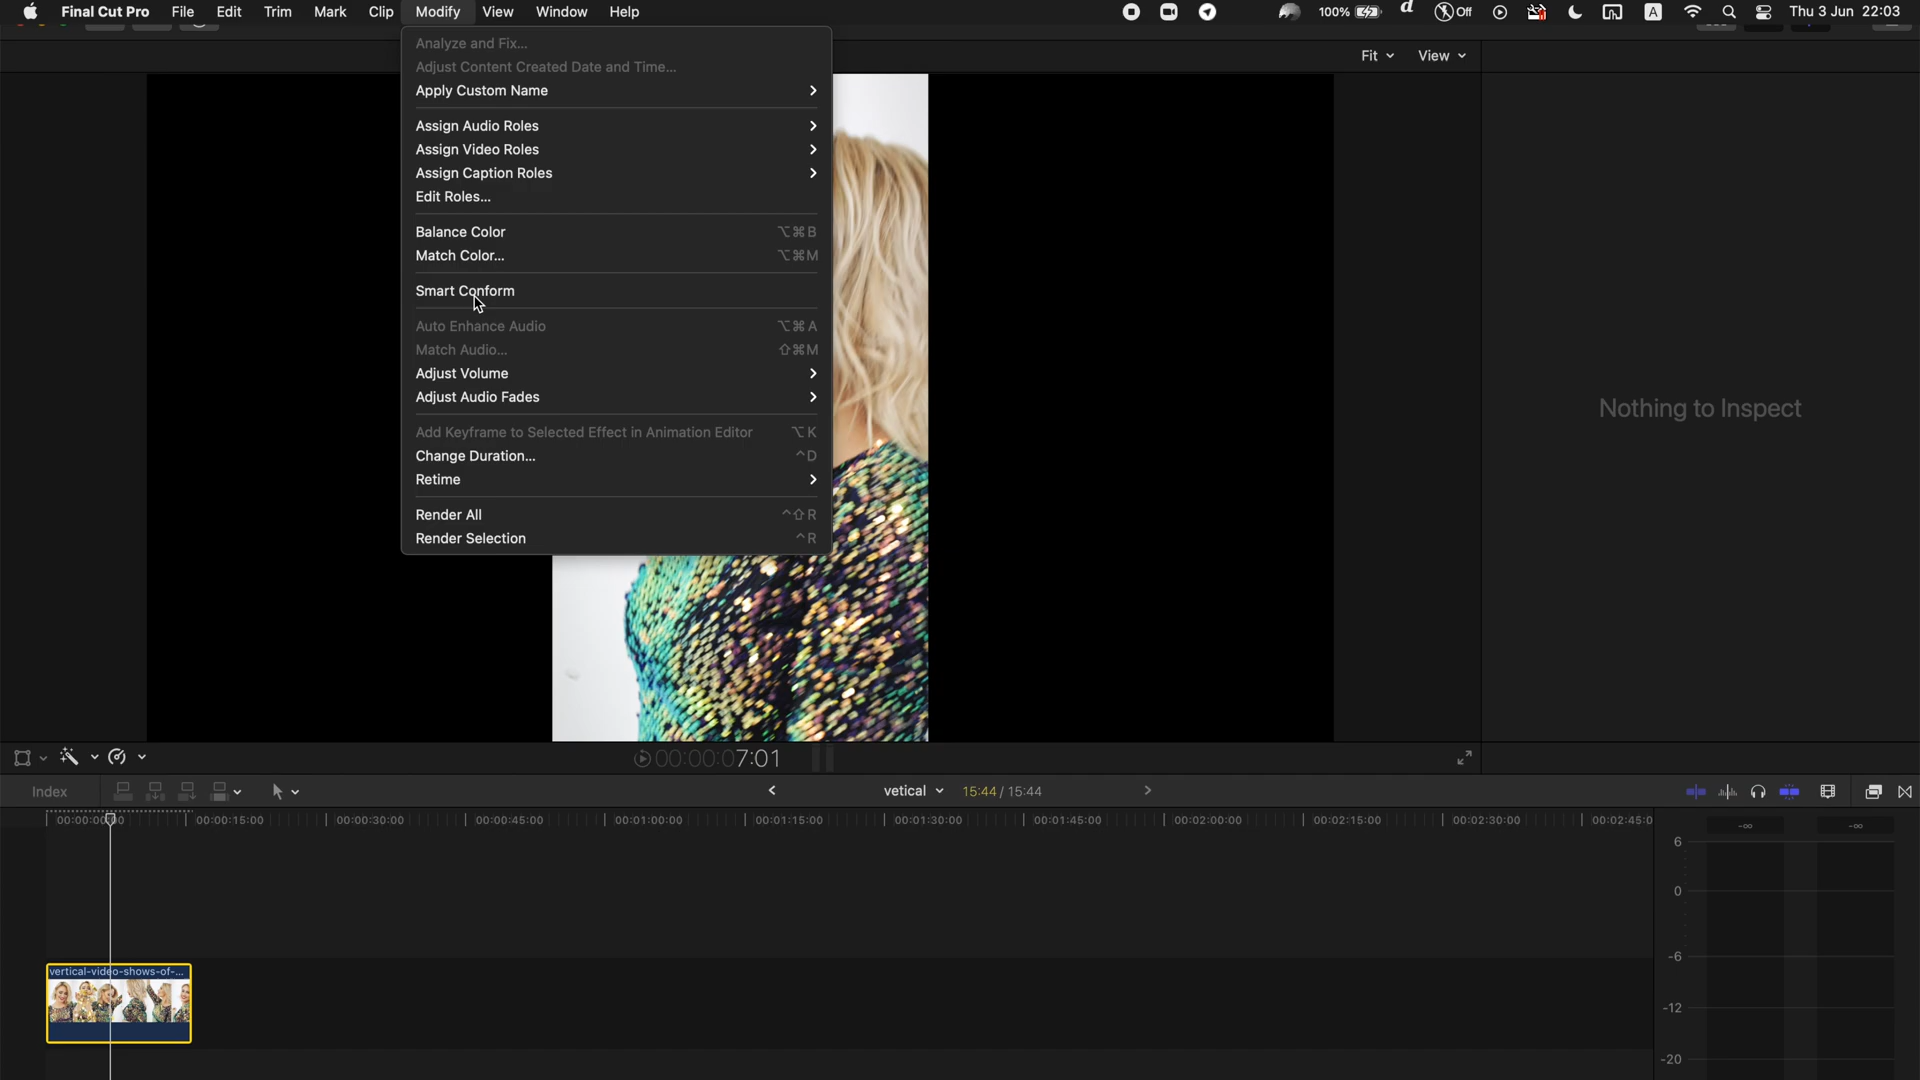 Final Cut Pro File Edit Trim Mark Clip Modify View Window Help 100% d Off A Thu 3 Jun 22:03
Fit View
Analyze and Fix...
Adjust Content Created Date and Time...
Apply Custom Name
Assign Audio Roles
Assign Video Roles
Assign Caption Roles
Edit Roles...
Balance Color ⌥⌘B
Match Color... ⌥⌘M
Smart Conform
Auto Enhance Audio ⌥⌘A
Match Audio... ⇧⌘M
Adjust Volume
Adjust Audio Fades
Add Keyframe to Selected Effect in Animation Editor ⌥K
Change Duration... ^D
Retime
Render All ^⇧R
Render Selection ^R
Nothing to Inspect
00:00:07:01
Index vetical 15:44 / 15:44
00:00:15:00 00:00:30:00 00:00:45:00 00:01:00:00 00:01:15:00 00:01:30:00 00:01:45:00 00:02:00:00 00:02:15:00 00:02:30:00 00:02:45:0
-∞ -∞
6
0
-6
-12
-20
vertical-video-shows-of-...